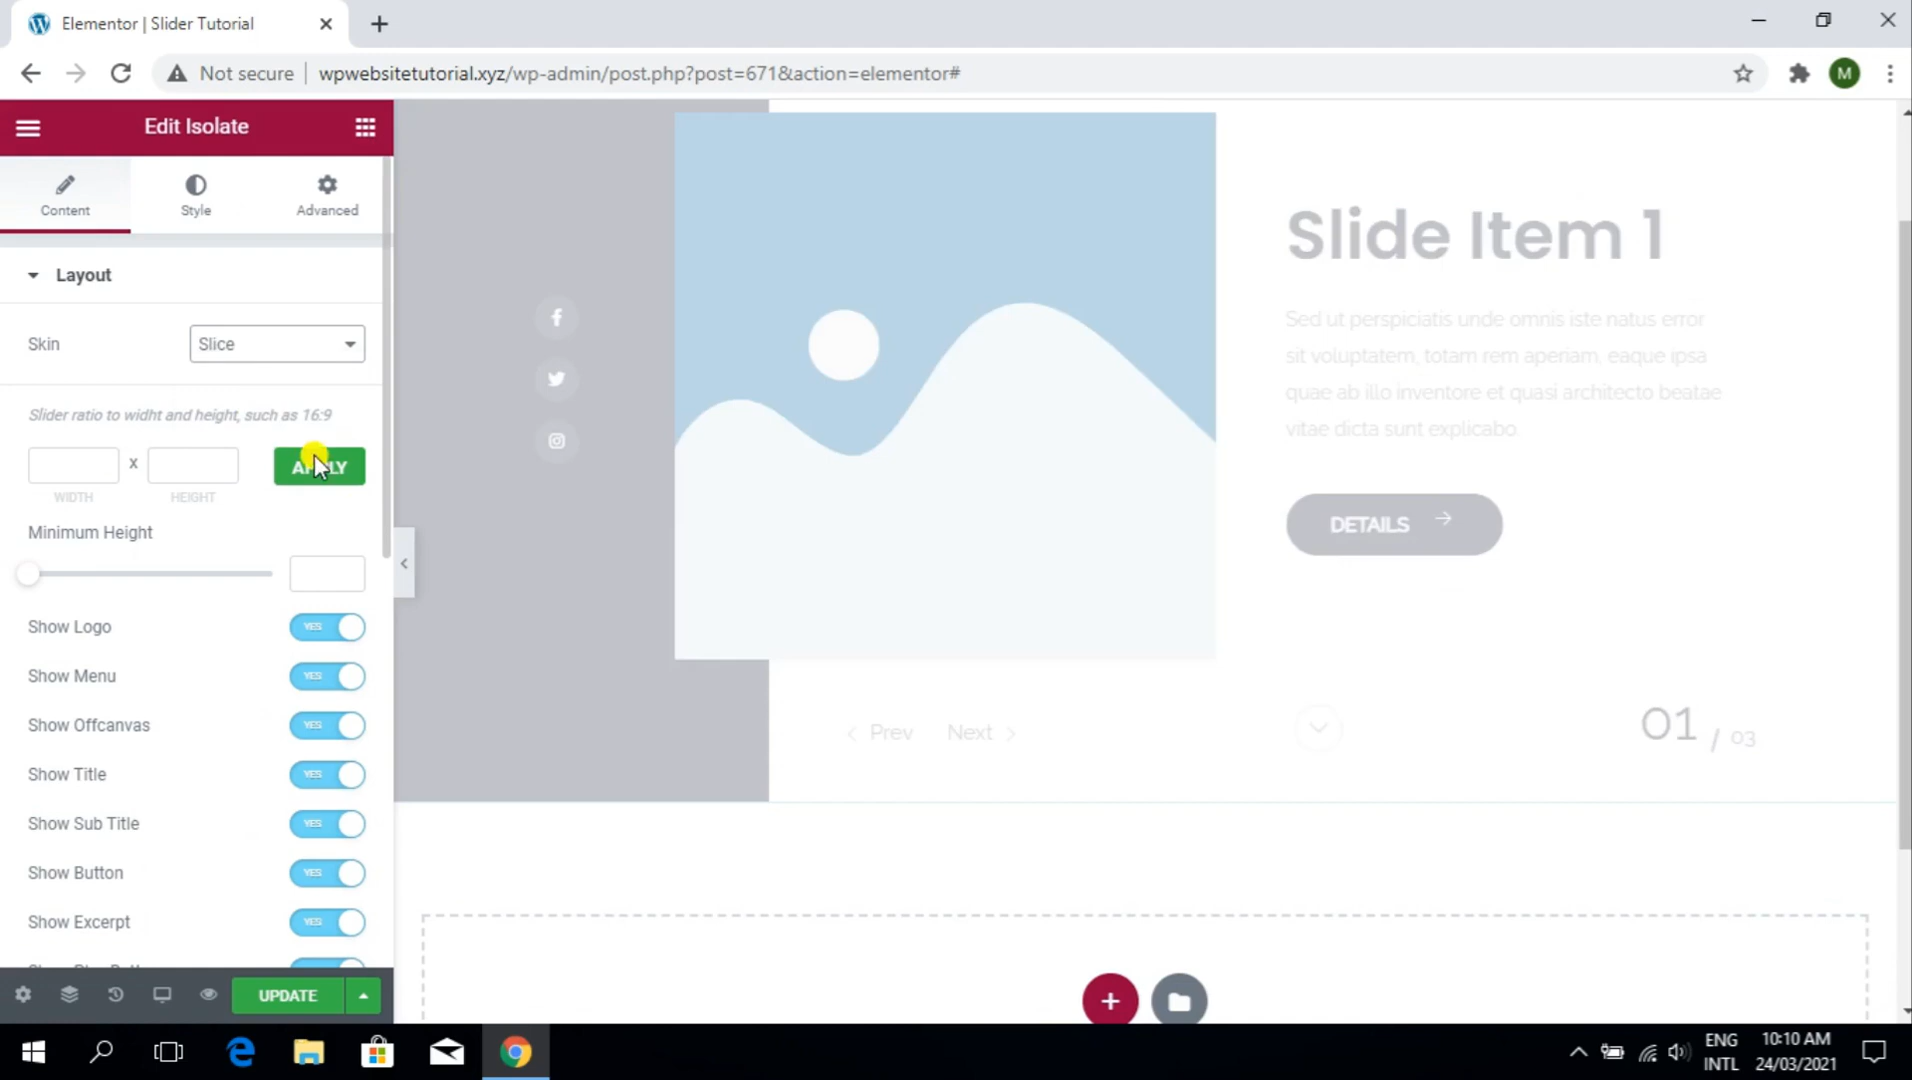 Elementor | Slider Tutorial
Not secure
wpwebsitetutorial.xyz/wp-admin/post.php?post=671&action=elementor#
M
Edit Isolate
Content
Style
Advanced
Layout
Skin
Slice
Slider ratio to widht and height, such as 16:9
x
APPLY
WIDTH
HEIGHT
Minimum Height
Show Logo
YES
Show Menu
YES
Show Offcanvas
YES
Show Title
YES
Show Sub Title
YES
Show Button
YES
Show Excerpt
YES
UPDATE
Slide Item 1
Sed ut perspiciatis unde omnis iste natus error
sit voluptatem, totam rem aperiam, eaque ipsa
quae ab illo inventore et quasi architecto beatae
vitae dicta sunt explicabo
DETAILS
Prev
Next
01
/ 03
ENG
INTL
10:10 AM
24/03/2021